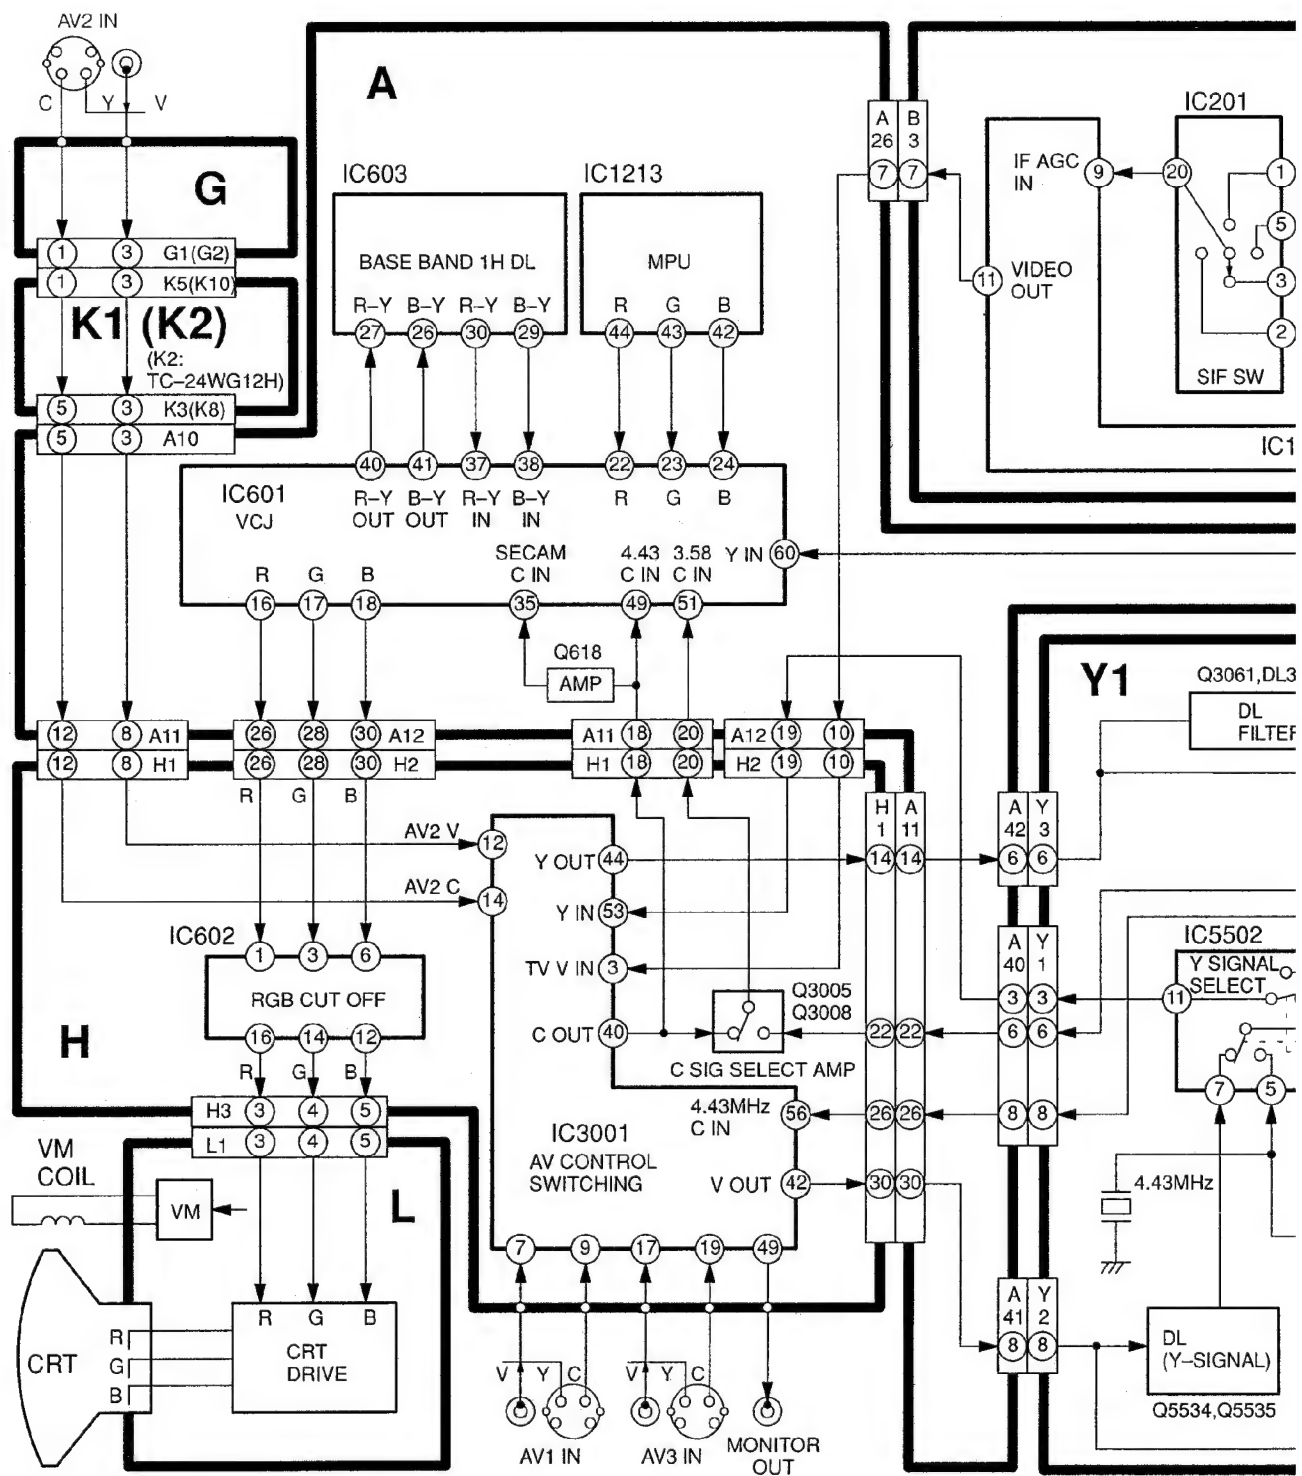 AV2 IN
C Y V
A
G
1 3 G1(G2)
1 3 K5(K10)
K1 (K2)
(K2:
TC-24WG12H)
5 3 K3(K8)
5 3 A10
IC603
BASE BAND 1H DL
R-Y B-Y R-Y B-Y
27 26 30 29
IC1213
MPU
R G B
44 43 42
A
26
7
B
3
7
IF AGC
IN
9
11
VIDEO
OUT
IC201
20
1
5
3
2
SIF SW
IC1
IC601
VCJ
40 41 37 38 22 23 24
R-Y B-Y R-Y B-Y R G B
OUT OUT IN IN
SECAM 4.43 3.58 Y IN 60
C IN C IN C IN
R G B
16 17 18 35 49 51
Q618
AMP
12 8 A11 26 28 30 A12 A11 18 20 A12 19 10
12 8 H1 26 28 30 H2 H1 18 20 H2 19 10
R G B
Y1
Q3061,DL3
DL
FILTER
H
1
14
22
26
30
A
11
14
22
26
30
A
42
6
Y
3
6
A
40
3
6
8
Y
1
3
6
8
AV2 V 12
AV2 C 14
Y OUT 44
Y IN 53
TV V IN 3
C OUT 40
Q3005
Q3008
C SIG SELECT AMP
4.43MHz
C IN
56
V OUT 42
IC3001
AV CONTROL
SWITCHING
7 9 17 19 49
IC602
1 3 6
RGB CUT OFF
16 14 12
R G B
H
H3 3 4 5
L1 3 4 5
VM
COIL
VM
L
CRT
R
G
B
R G B
CRT
DRIVE
V Y C
AV1 IN
V Y C
AV3 IN
MONITOR
OUT
IC5502
Y SIGNAL
SELECT
11
7 5
4.43MHz
A
41
8
Y
2
8
DL
(Y-SIGNAL)
Q5534,Q5535